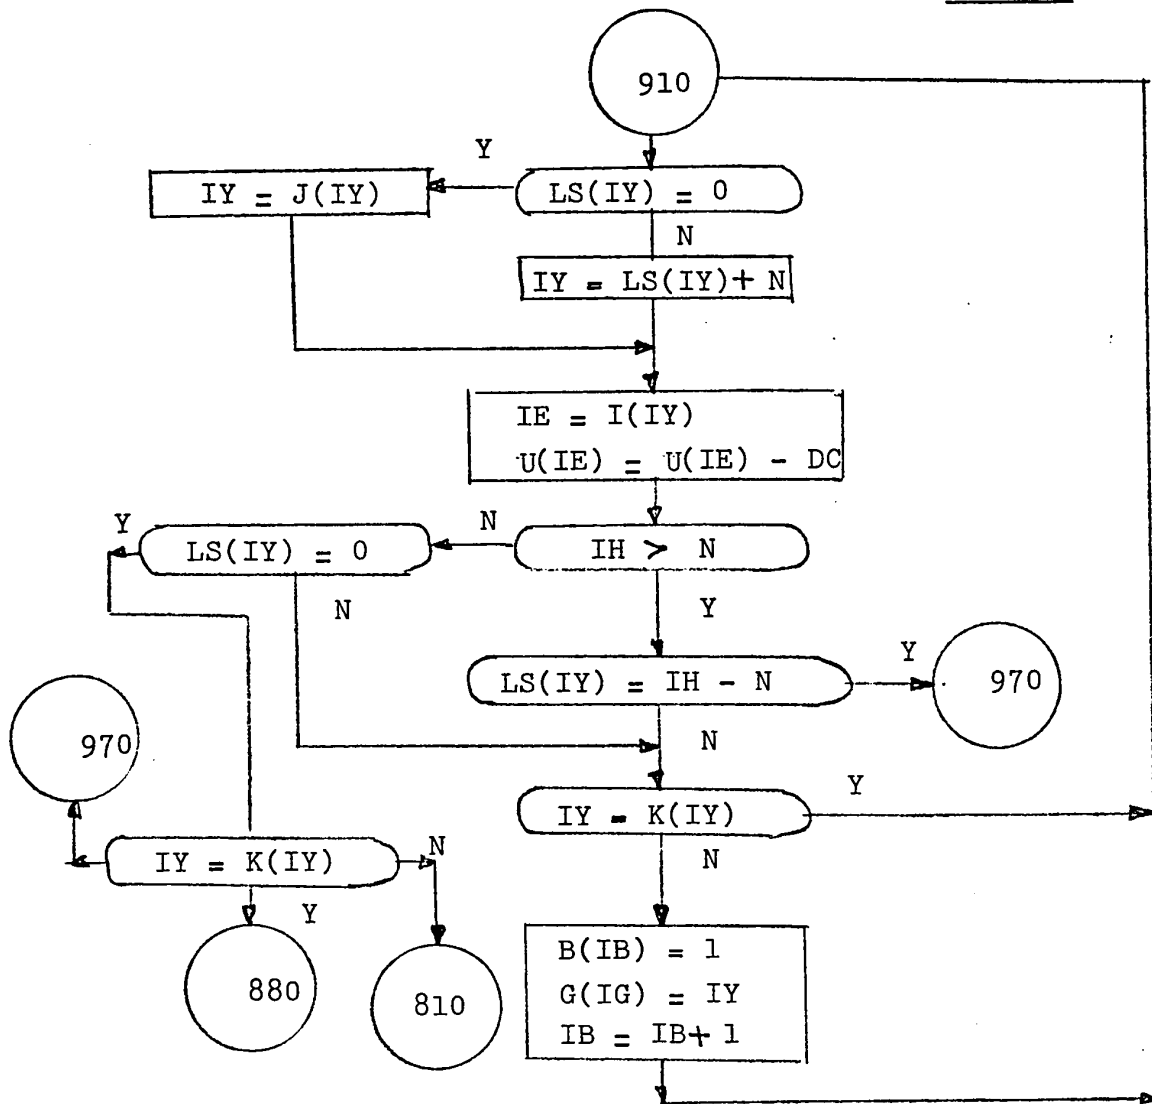 910
Y
IY = J(IY)
LS(IY) = 0
N
IY = LS(IY)+ N
IE = I(IY)
U(IE) = U(IE) - DC
Y
LS(IY) = 0
N
IH > N
N
Y
LS(IY) = IH - N
Y
970
970
N
IY = K(IY)
Y
IY = K(IY)
N
N
Y
880
810
B(IB) = 1
G(IG) = IY
IB = IB+ 1